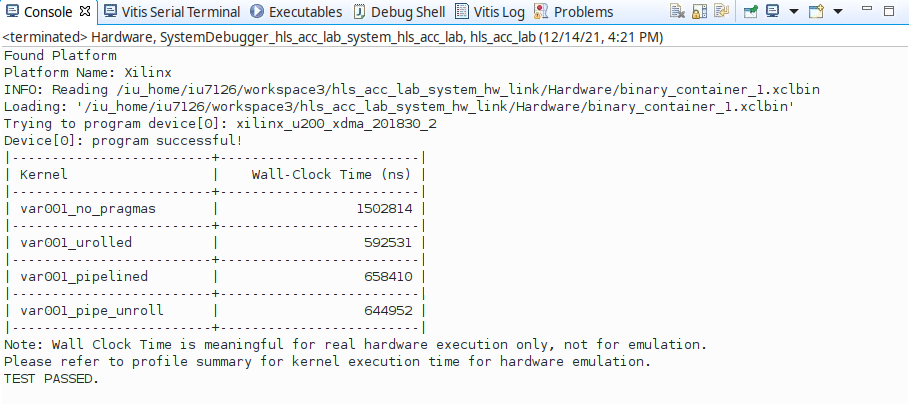 Console Vitis Serial Terminal Executables Debug Shell Vitis Log Problems
<terminated> Hardware, SystemDebugger_hls_acc_lab_system_hls_acc_lab, hls_acc_lab (12/14/21, 4:21 PM)
Found Platform
Platform Name: Xilinx
INFO: Reading /iu_home/iu7126/workspace3/hls_acc_lab_system_hw_link/Hardware/binary_container_1.xclbin
Loading: '/iu_home/iu7126/workspace3/hls_acc_lab_system_hw_link/Hardware/binary_container_1.xclbin'
Trying to program device[0]: xilinx_u200_xdma_201830_2
Device[0]: program successful!
|-------------------------+-------------------------|
| Kernel                  |    Wall-Clock Time (ns) |
|-------------------------+-------------------------|
| var001_no_pragmas       |                 1502814 |
|-------------------------+-------------------------|
| var001_urolled          |                  592531 |
|-------------------------+-------------------------|
| var001_pipelined        |                  658410 |
|-------------------------+-------------------------|
| var001_pipe_unroll      |                  644952 |
|-------------------------+-------------------------|
Note: Wall Clock Time is meaningful for real hardware execution only, not for emulation.
Please refer to profile summary for kernel execution time for hardware emulation.
TEST PASSED.